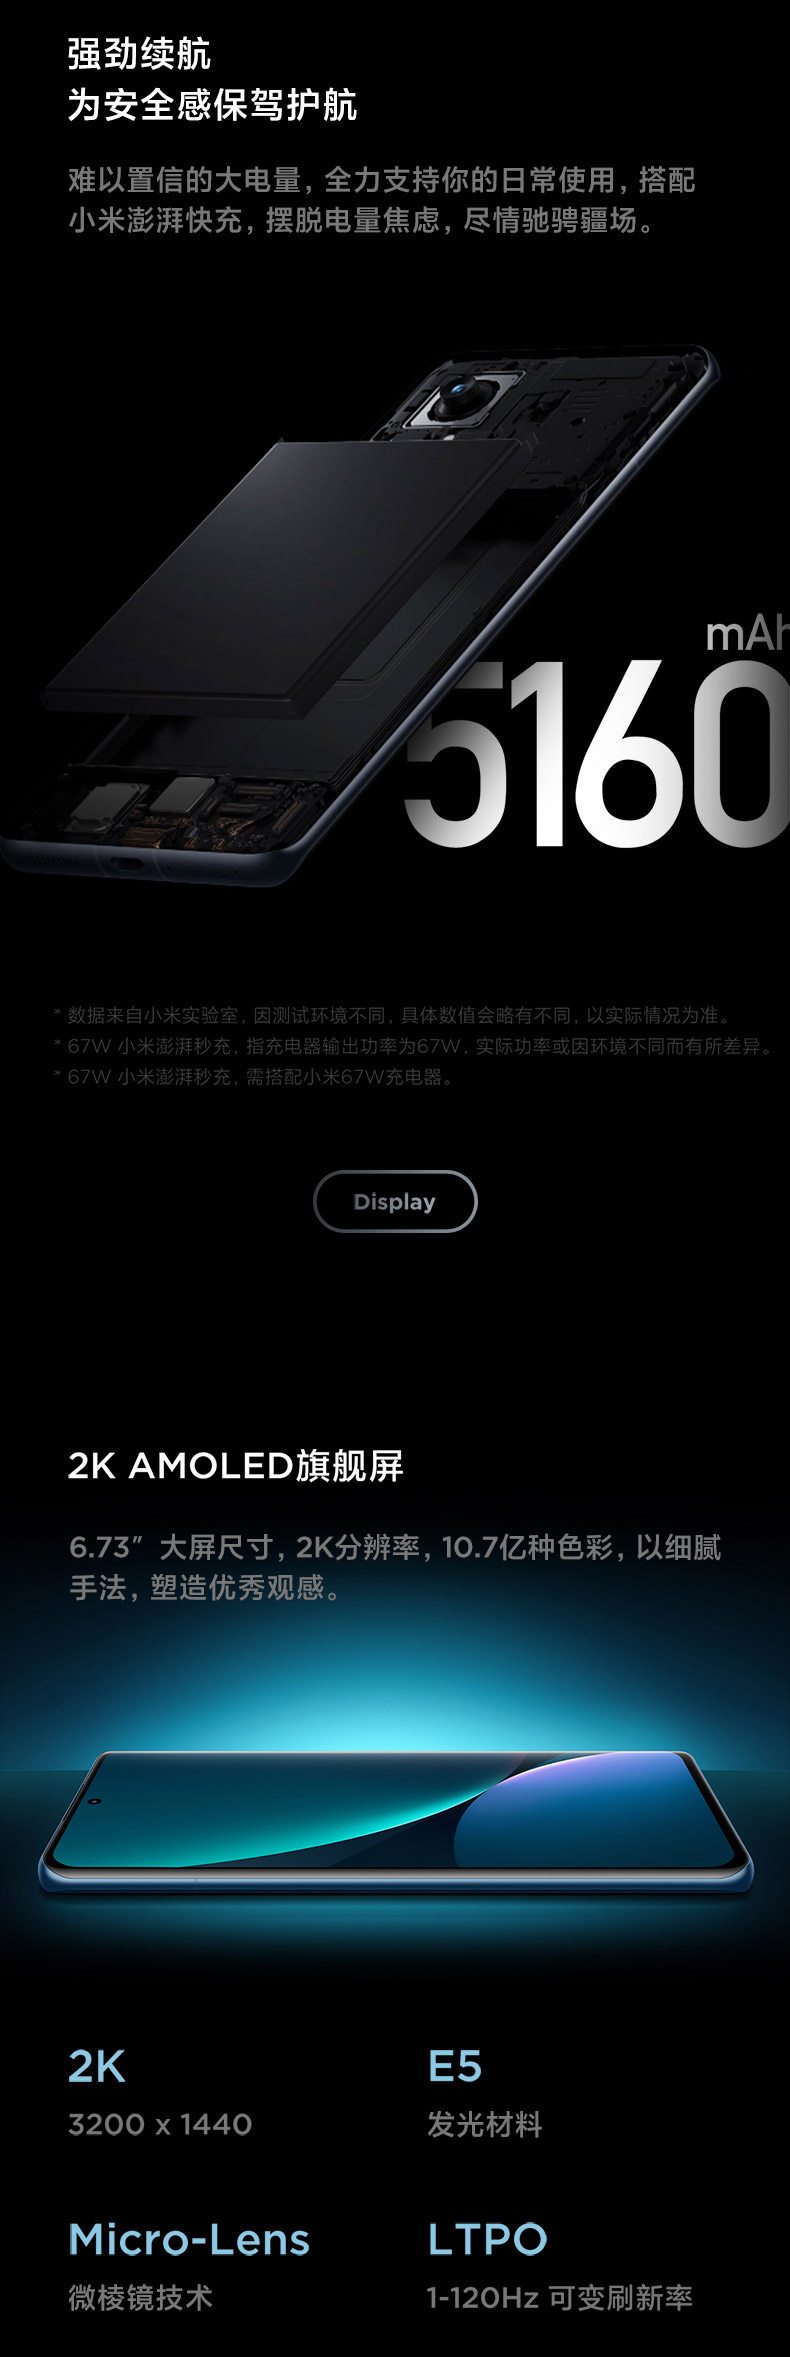 强劲续航
为安全感保驾护航
难以置信的大电量, 全力支持你的日常使用, 搭配
小米澎湃快充, 摆脱电量焦虑, 尽情驰骋疆场。
mAh
5160
* 数据来自小米实验室, 因测试环境不同, 具体数值会略有不同, 以实际情况为准。
* 67W 小米澎湃秒充, 指充电器输出功率为67W, 实际功率或因环境不同而有所差异。
* 67W 小米澎湃秒充, 需搭配小米67W充电器。
Display
2K AMOLED旗舰屏
6.73″ 大屏尺寸, 2K分辨率, 10.7亿种色彩, 以细腻
手法, 塑造优秀观感。
2K
3200 x 1440
E5
发光材料
Micro-Lens
微棱镜技术
LTPO
1-120Hz 可变刷新率